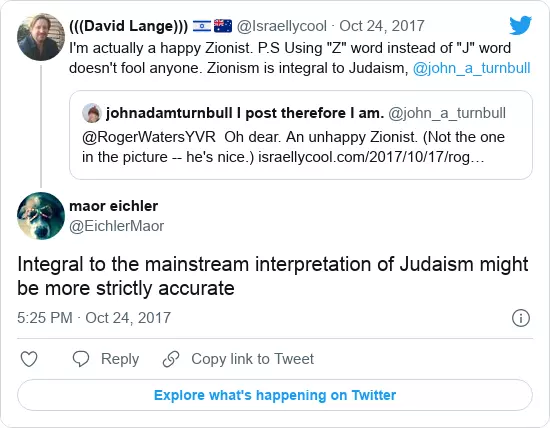 (((David Lange))) 🇮🇱 🇦🇺 @Israellycool · Oct 24, 2017
I'm actually a happy Zionist. P.S Using "Z" word instead of "J" word
doesn't fool anyone. Zionism is integral to Judaism, @john_a_turnbull
johnadamturnbull I post therefore I am. @john_a_turnbull
@RogerWatersYVR Oh dear. An unhappy Zionist. (Not the one
in the picture -- he's nice.) israellycool.com/2017/10/17/rog…
maor eichler
@EichlerMaor
Integral to the mainstream interpretation of Judaism might
be more strictly accurate
5:25 PM · Oct 24, 2017
Reply
Copy link to Tweet
Explore what's happening on Twitter